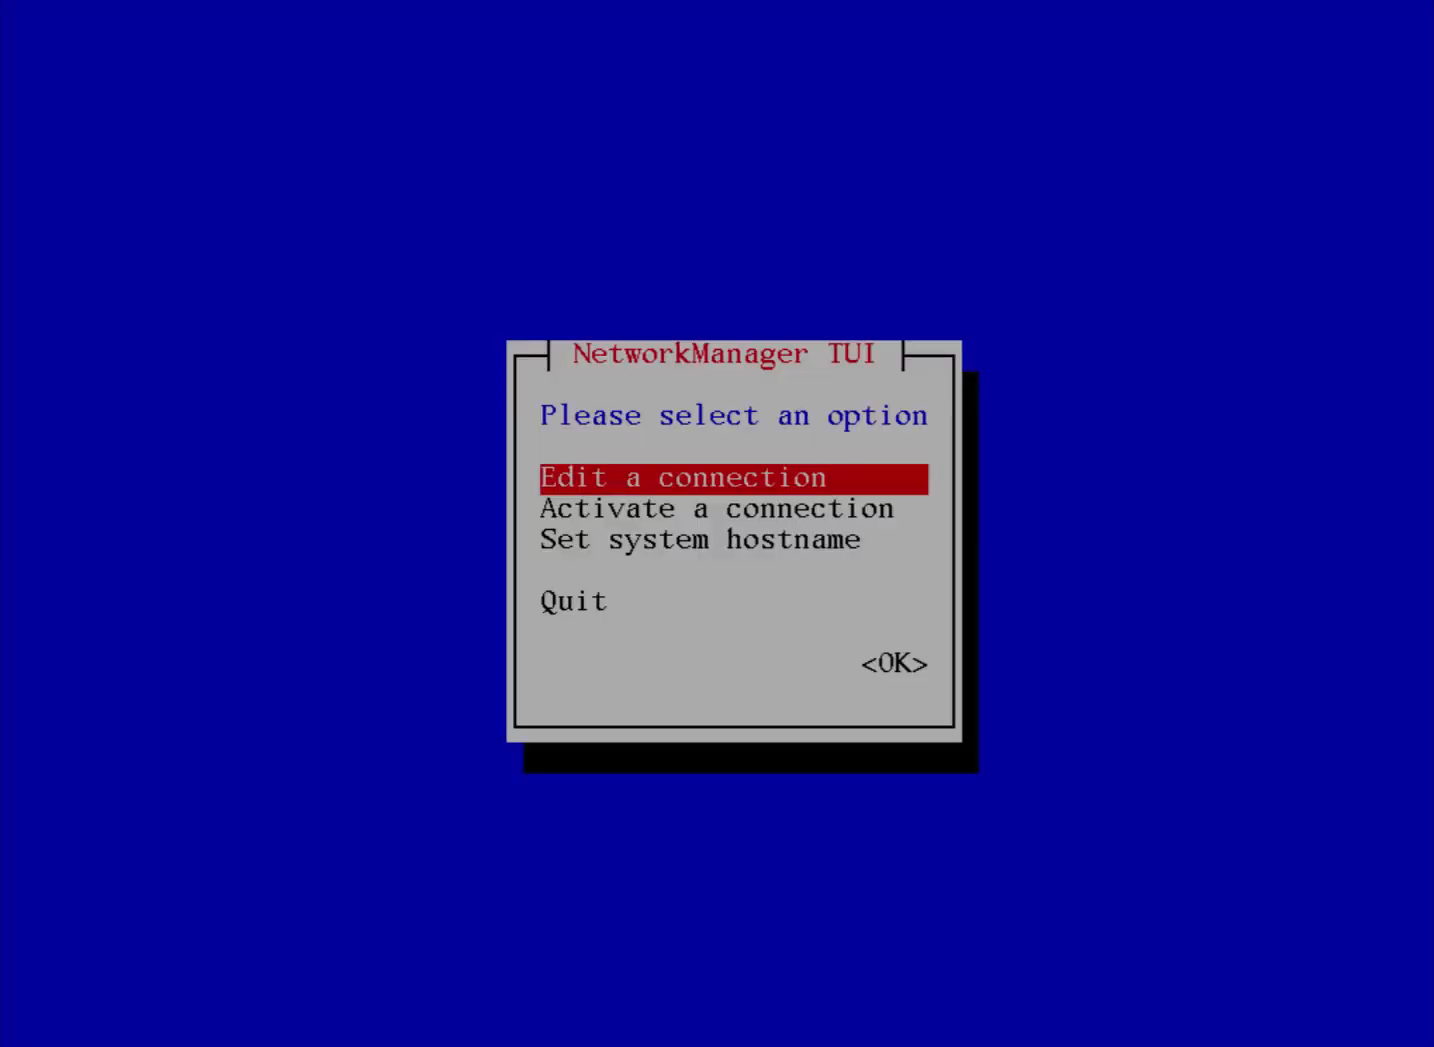 NetworkManager TUI
Please select an option
Edit a connection
Activate a connection
Set system hostname
Quit
<OK>